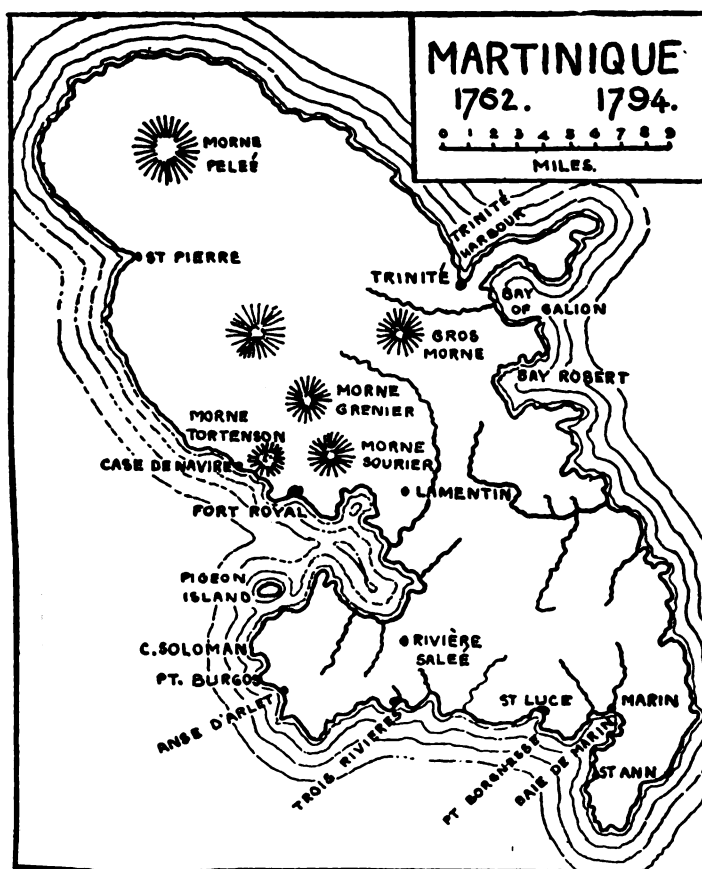 MARTINIQUE
1762. 1794.
0 1 2 3 4 5 6 7 8 9
MILES.
MORNE
PELEÉ
TRINITÉ
HARBOUR
ST PIERRE
TRINITÉ
BAY
OF GALION
GROS
MORNE
BAY ROBERT
MORNE
GRENIER
MORNE
TORTENSON
MORNE
SOURIER
CASE DE NAVIRE
LAMENTIN
FORT ROYAL
PIGEON
ISLAND
C. SOLOMAN
RIVIÈRE
SALEÉ
PT. BURGOS
ANSE D'ARLET
TROIS RIVIERES
ST LUCE
MARIN
PT BORGNESSE
BAIE DE MARIN
ST ANN